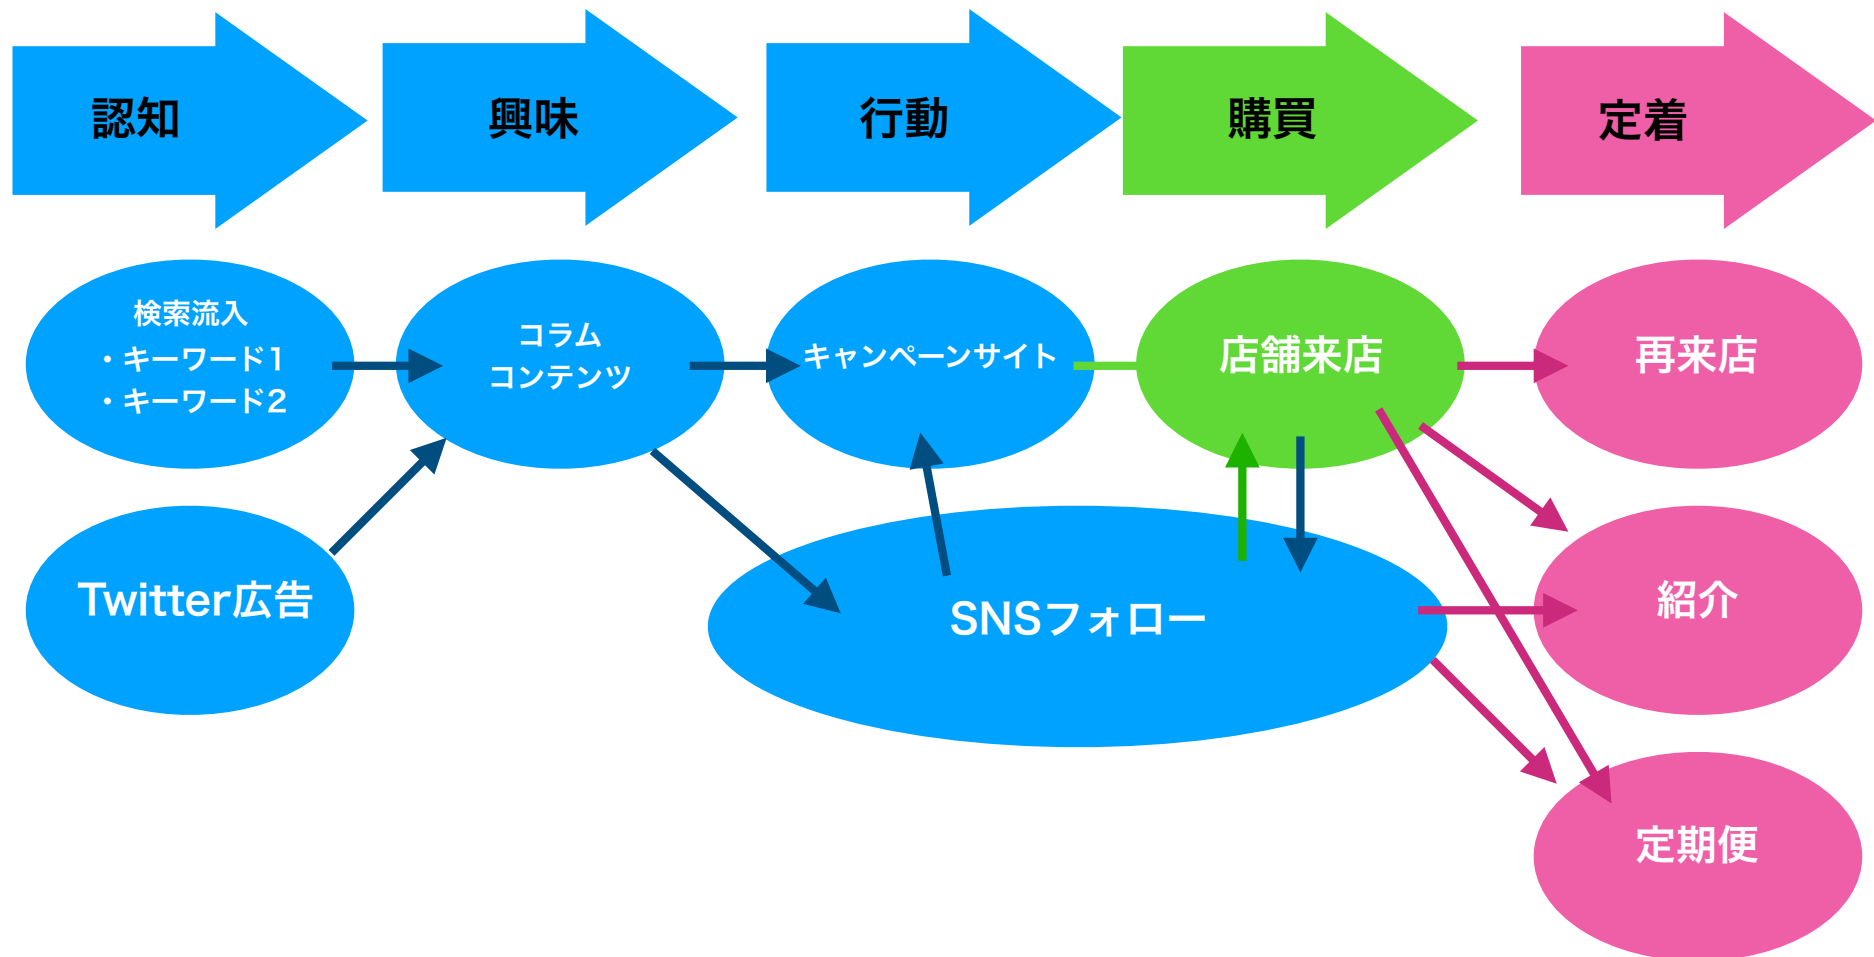 認知
興味
行動
購買
定着
検索流入
・キーワード1
・キーワード2
コラム
コンテンツ
キャンペーンサイト
店舗来店
再来店
Twitter広告
SNSフォロー
紹介
定期便